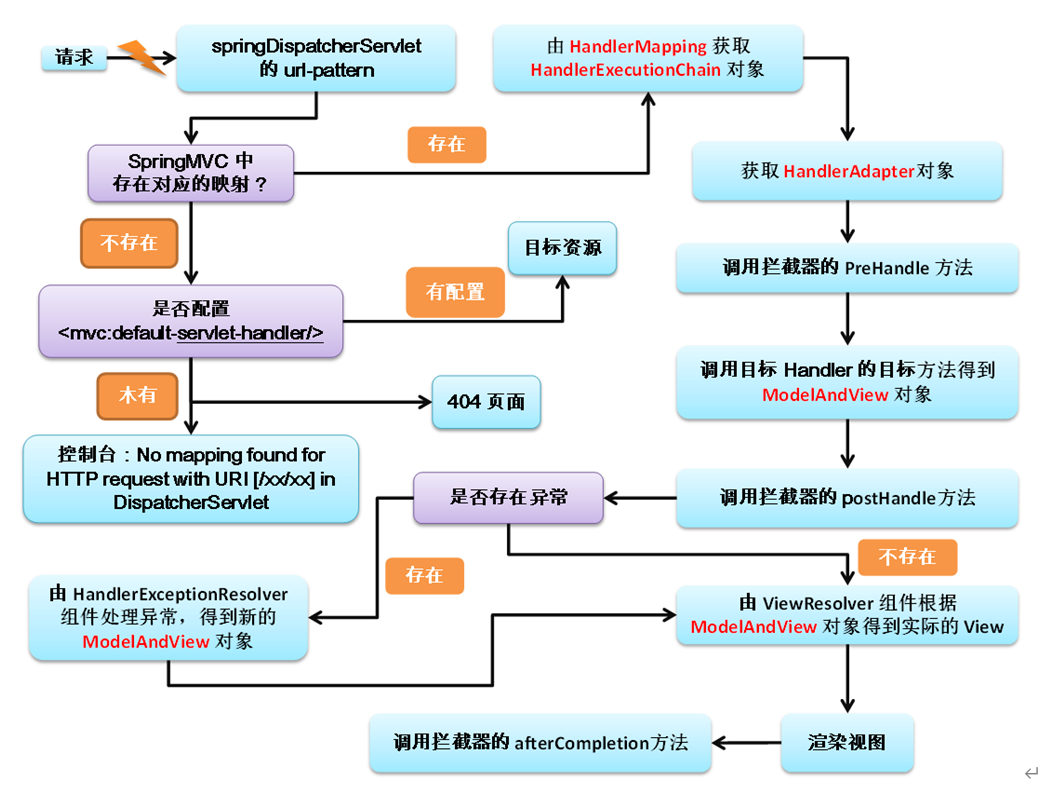 请求
springDispatcherServlet
的 url-pattern
由 HandlerMapping 获取
HandlerExecutionChain 对象
SpringMVC 中
存在对应的映射？
存在
获取 HandlerAdapter对象
不存在
目标资源
调用拦截器的 PreHandle 方法
是否配置
<mvc:default-servlet-handler/>
有配置
调用目标 Handler 的目标方法得到
ModelAndView 对象
木有
404 页面
控制台：No mapping found for
HTTP request with URI [/xx/xx] in
DispatcherServlet
是否存在异常
调用拦截器的 postHandle方法
不存在
存在
由 HandlerExceptionResolver
组件处理异常，得到新的
ModelAndView 对象
由 ViewResolver 组件根据
ModelAndView 对象得到实际的 View
调用拦截器的 afterCompletion方法
渲染视图